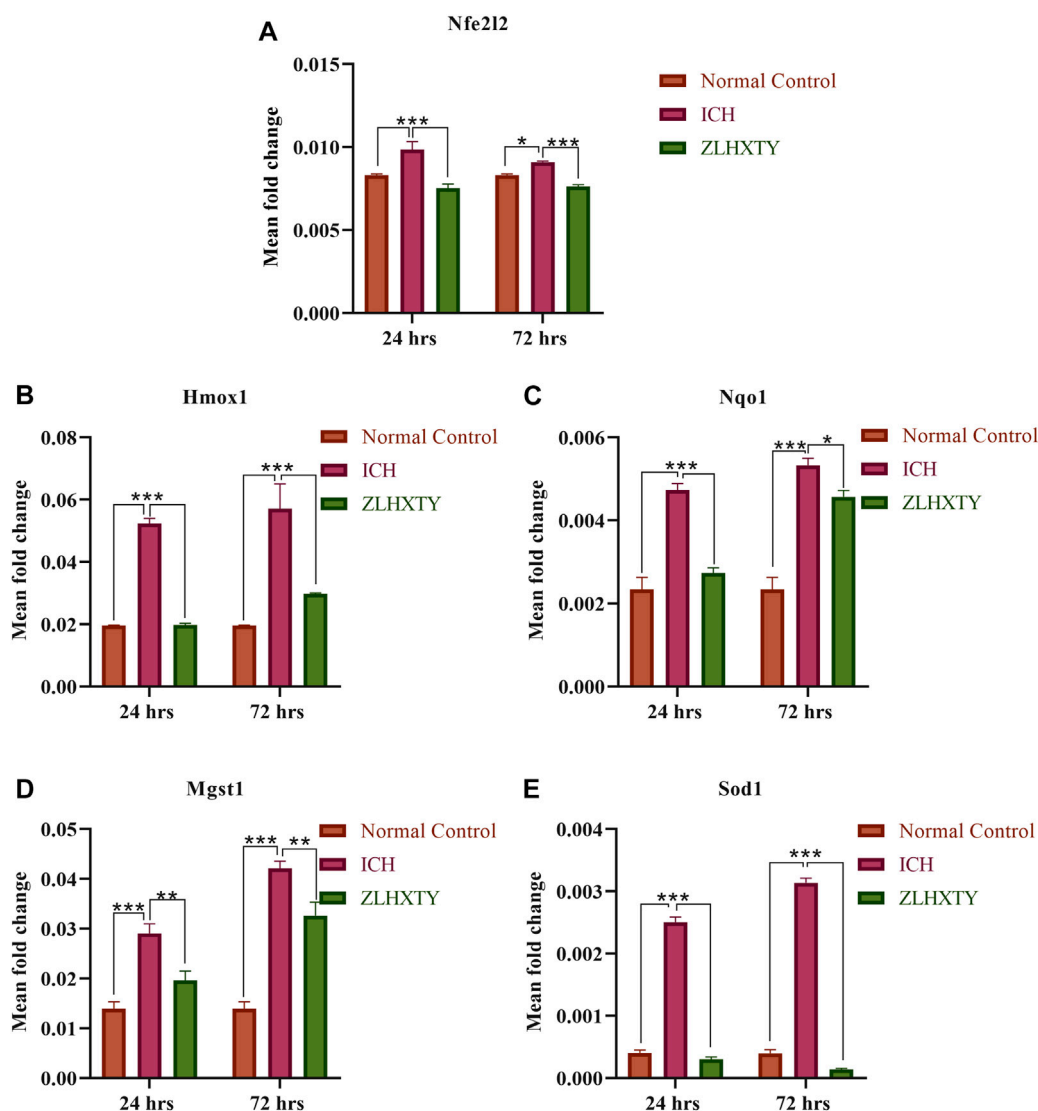 A
Nfe2l2
Mean fold change
0.015
0.010
0.005
0.000
***
* ***
24 hrs 72 hrs
Normal Control
ICH
ZLHXTY
B
Hmox1
Mean fold change
0.08
0.06
0.04
0.02
0.00
***
***
24 hrs 72 hrs
Normal Control
ICH
ZLHXTY
C
Nqo1
Mean fold change
0.006
0.004
0.002
0.000
***
*** *
24 hrs 72 hrs
Normal Control
ICH
ZLHXTY
D
Mgst1
Mean fold change
0.05
0.04
0.03
0.02
0.01
0.00
*** **
*** **
24 hrs 72 hrs
Normal Control
ICH
ZLHXTY
E
Sod1
Mean fold change
0.004
0.003
0.002
0.001
0.000
***
***
24 hrs 72 hrs
Normal Control
ICH
ZLHXTY